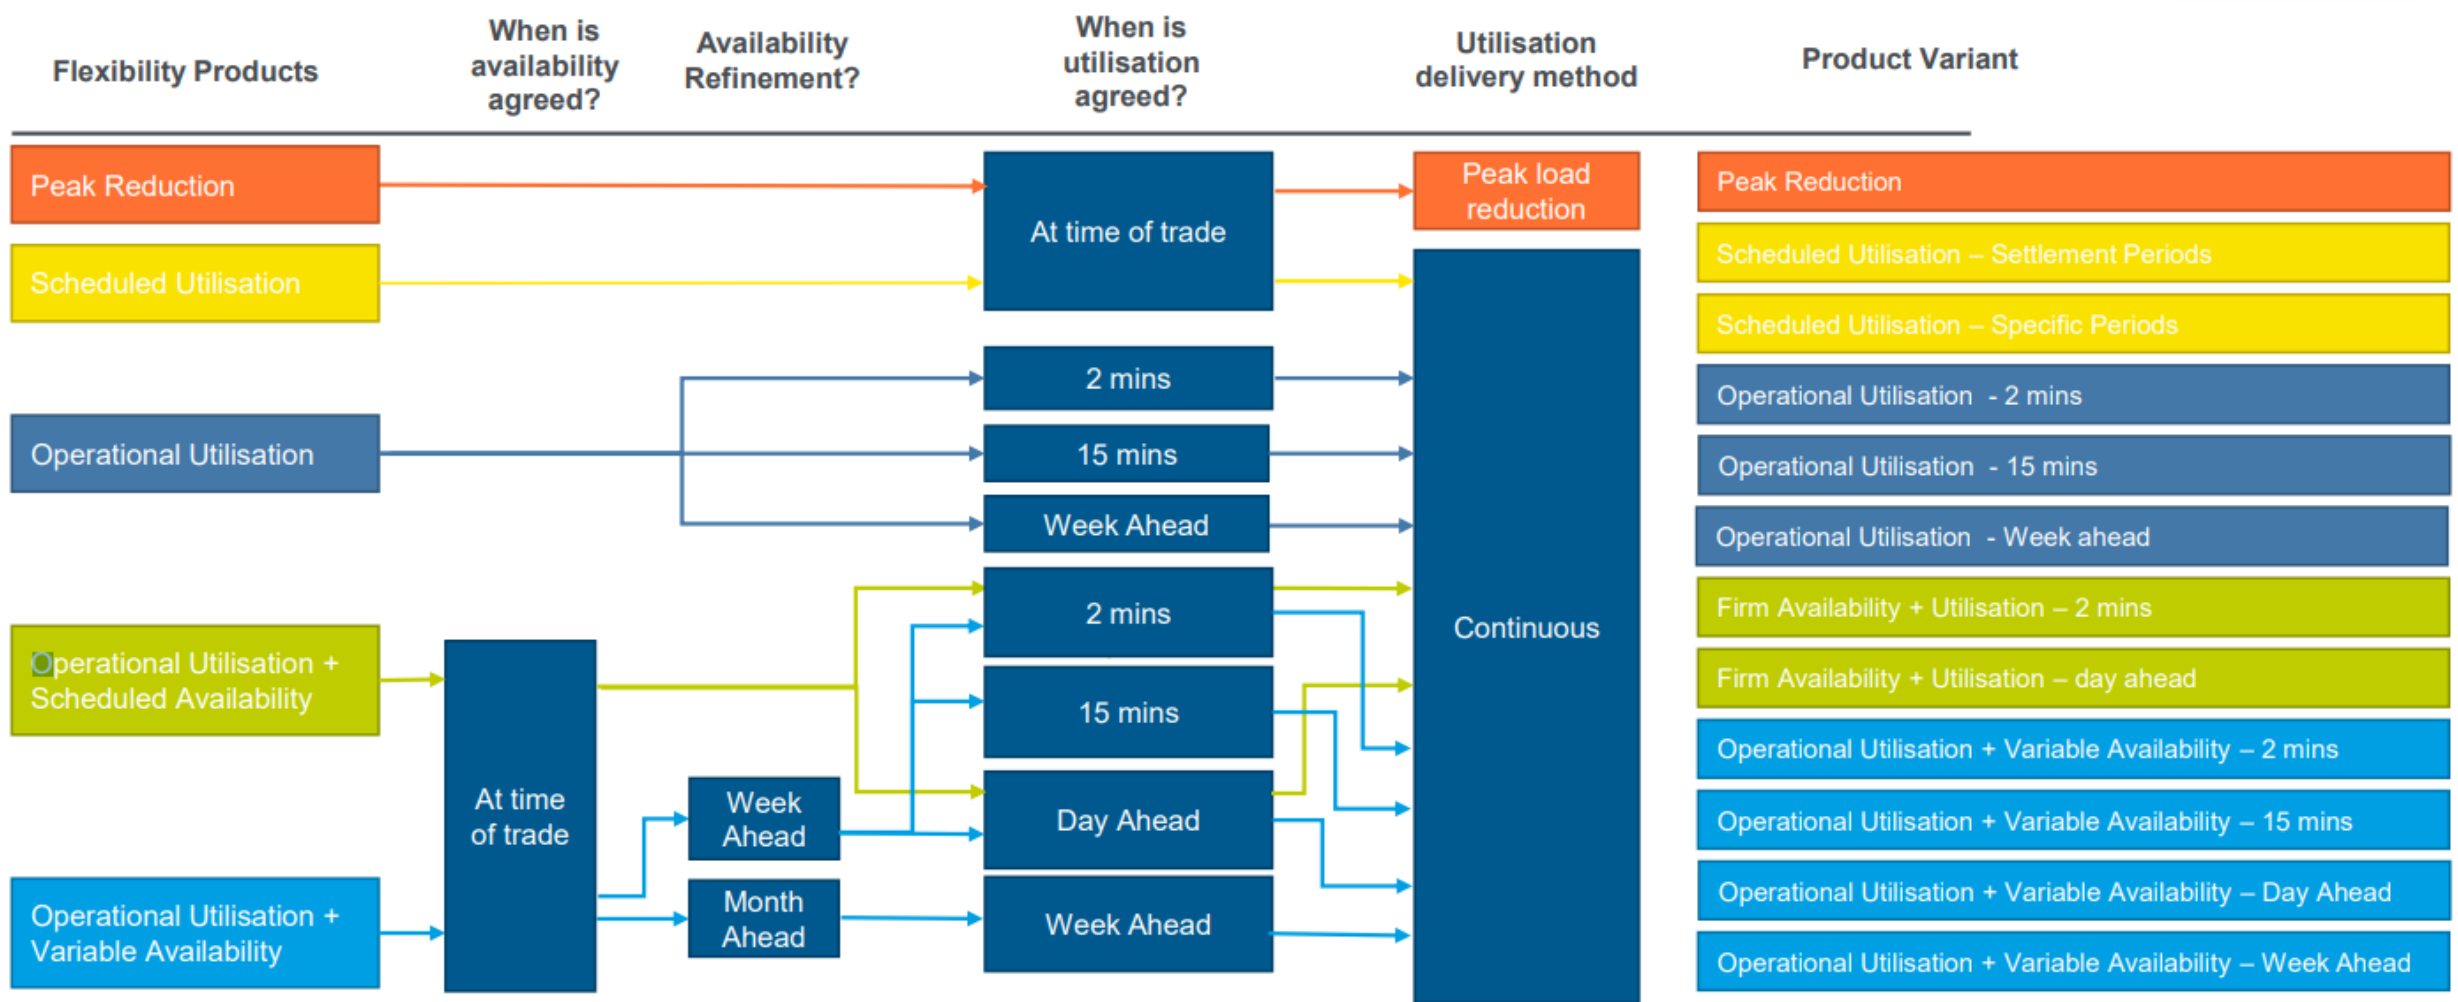 Flexibility Products
When is
availability
agreed?
Availability
Refinement?
When is
utilisation
agreed?
Utilisation
delivery method
Product Variant
Peak Reduction
Scheduled Utilisation
Operational Utilisation
Operational Utilisation +
Scheduled Availability
Operational Utilisation +
Variable Availability
At time
of trade
Week
Ahead
Month
Ahead
At time of trade
2 mins
15 mins
Week Ahead
2 mins
15 mins
Day Ahead
Week Ahead
Peak load
reduction
Continuous
Peak Reduction
Scheduled Utilisation – Settlement Periods
Scheduled Utilisation – Specific Periods
Operational Utilisation - 2 mins
Operational Utilisation - 15 mins
Operational Utilisation - Week ahead
Firm Availability + Utilisation – 2 mins
Firm Availability + Utilisation – day ahead
Operational Utilisation + Variable Availability – 2 mins
Operational Utilisation + Variable Availability – 15 mins
Operational Utilisation + Variable Availability – Day Ahead
Operational Utilisation + Variable Availability – Week Ahead